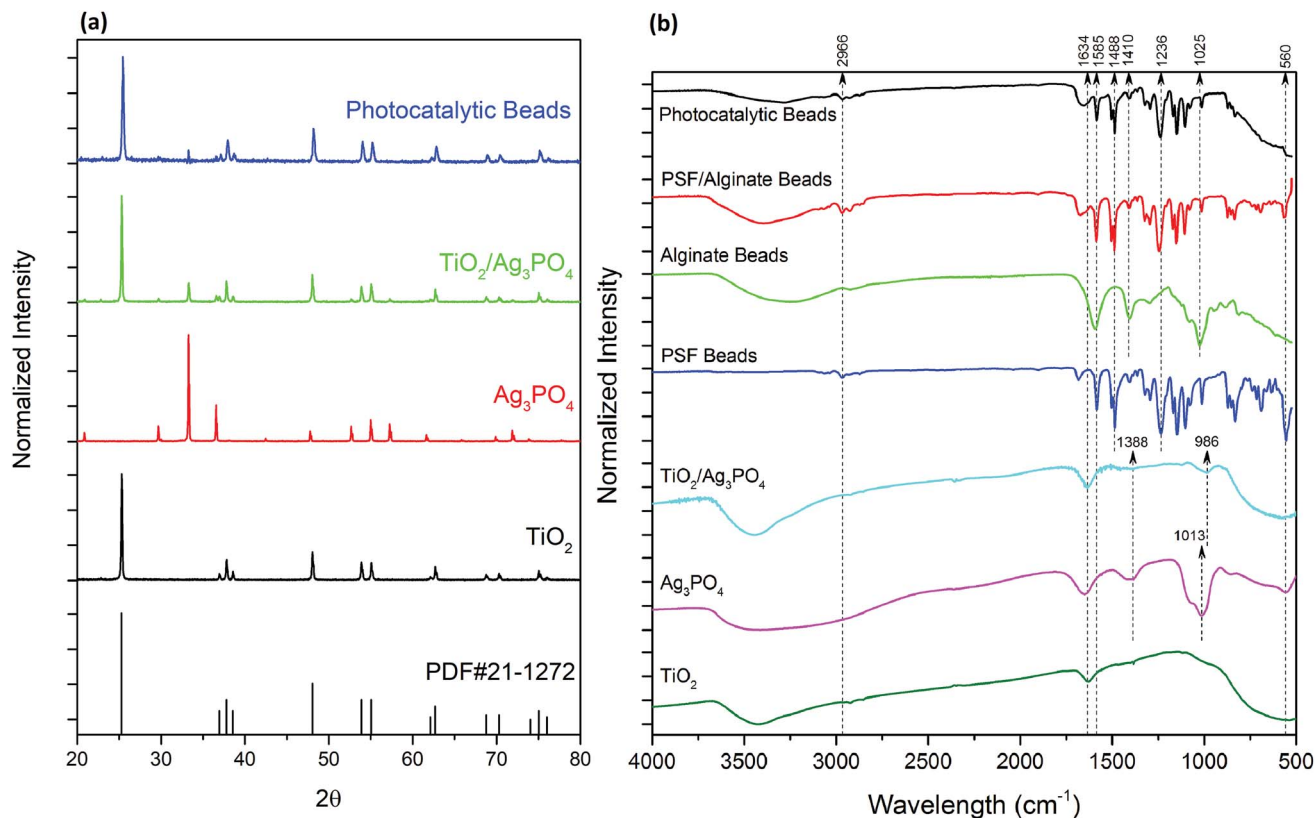 (a)
Normalized Intensity
Photocatalytic Beads
TiO₂/Ag₃PO₄
Ag₃PO₄
TiO₂
PDF#21-1272
20 30 40 50 60 70 80
2θ
(b)
Normalized Intensity
2966 1634 1585 1488 1410 1236 1025 560
Photocatalytic Beads
PSF/Alginate Beads
Alginate Beads
PSF Beads
1388 986
TiO₂/Ag₃PO₄
1013
Ag₃PO₄
TiO₂
4000 3500 3000 2500 2000 1500 1000 500
Wavelength (cm⁻¹)